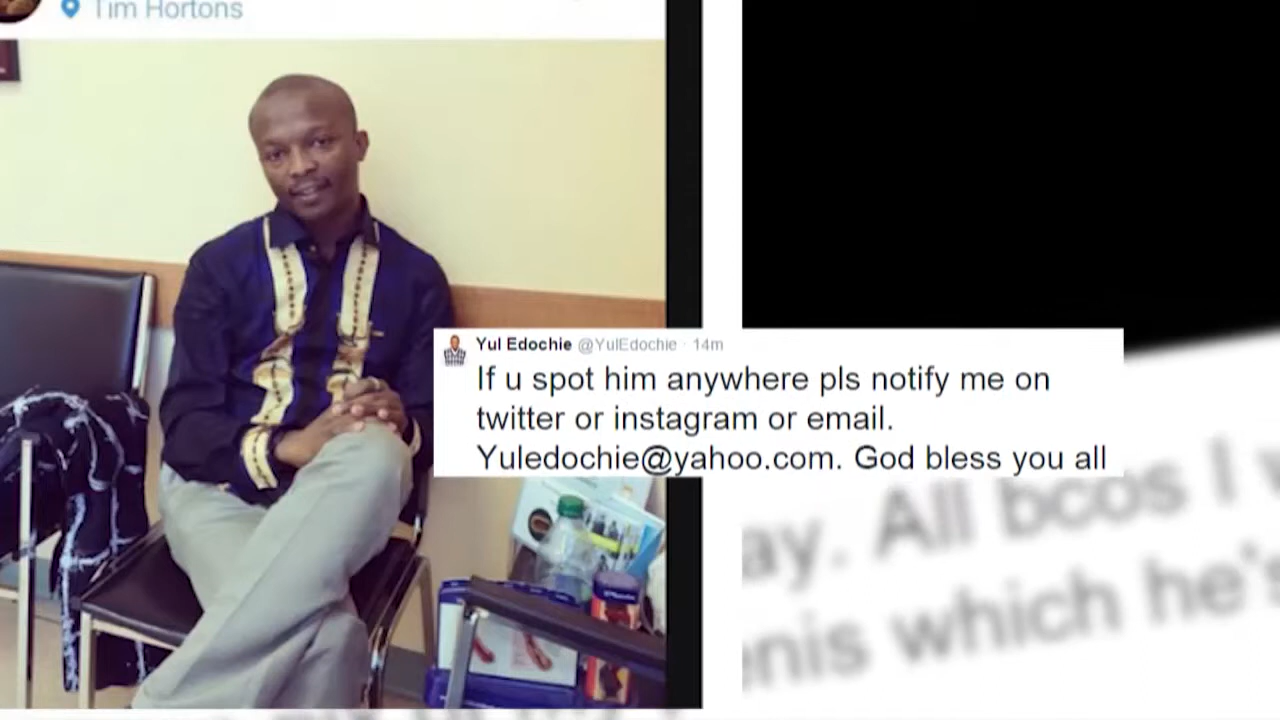 Tim Hortons
Yul Edochie @YulEdochie · 14m
If u spot him anywhere pls notify me on
twitter or instagram or email.
Yuledochie@yahoo.com. God bless you all
ay. All bcos I
enis which he's